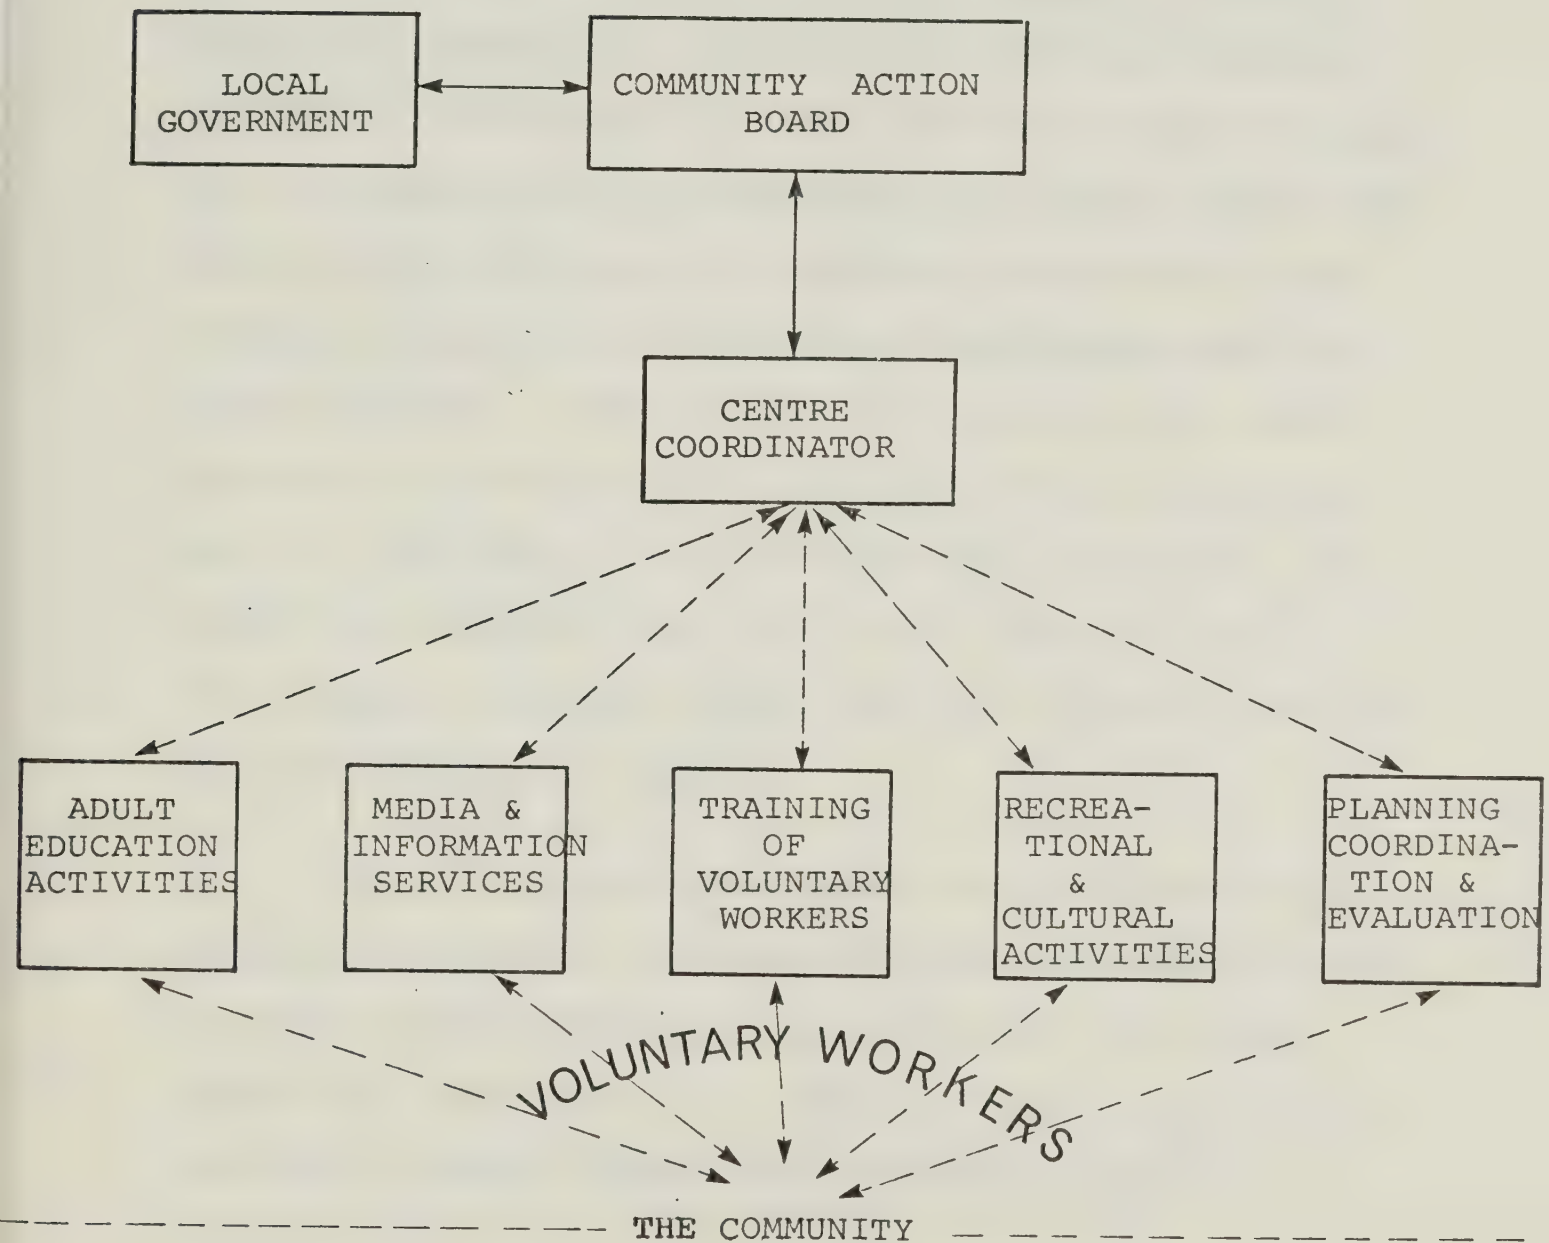 LOCAL
GOVERNMENT
COMMUNITY ACTION
BOARD
CENTRE
COORDINATOR
ADULT
EDUCATION
ACTIVITIES
MEDIA &
INFORMATION
SERVICES
TRAINING
OF
VOLUNTARY
WORKERS
RECREA-
TIONAL
&
CULTURAL
ACTIVITIES
PLANNING
COORDINA-
TION &
EVALUATION
VOLUNTARY WORKERS
THE COMMUNITY